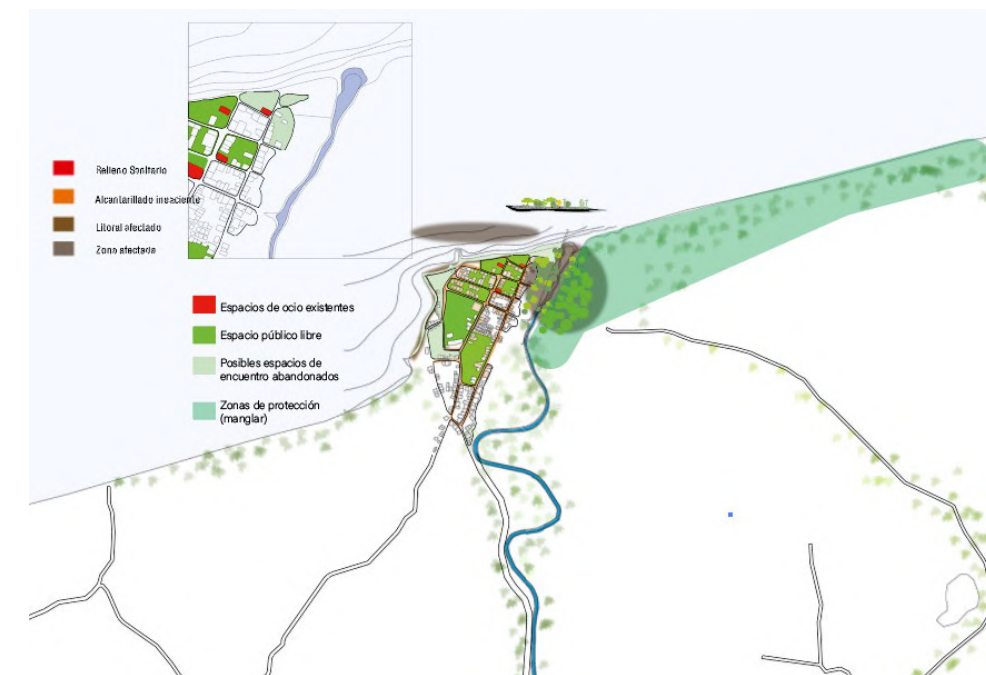 Relleno Sanitario
Alcantarillado insuciente
Litoral afectado
Zona afectada
Espacios de ocio existentes
Espacio público libre
Posibles espacios de
encuentro abandonados
Zonas de protección
(manglar)